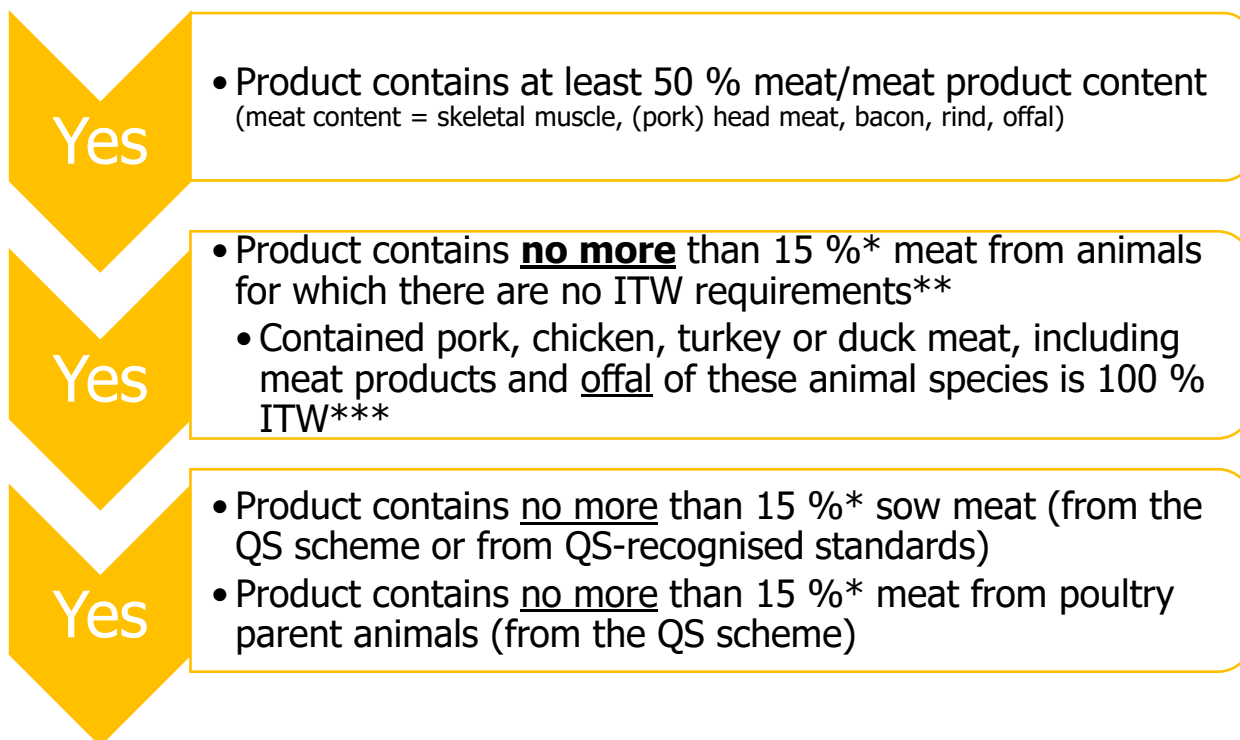 Yes
• Product contains at least 50 % meat/meat product content
(meat content = skeletal muscle, (pork) head meat, bacon, rind, offal)
Yes
• Product contains no more than 15 %* meat from animals
for which there are no ITW requirements**
• Contained pork, chicken, turkey or duck meat, including
meat products and offal of these animal species is 100 %
ITW***
Yes
• Product contains no more than 15 %* sow meat (from the
QS scheme or from QS-recognised standards)
• Product contains no more than 15 %* meat from poultry
parent animals (from the QS scheme)